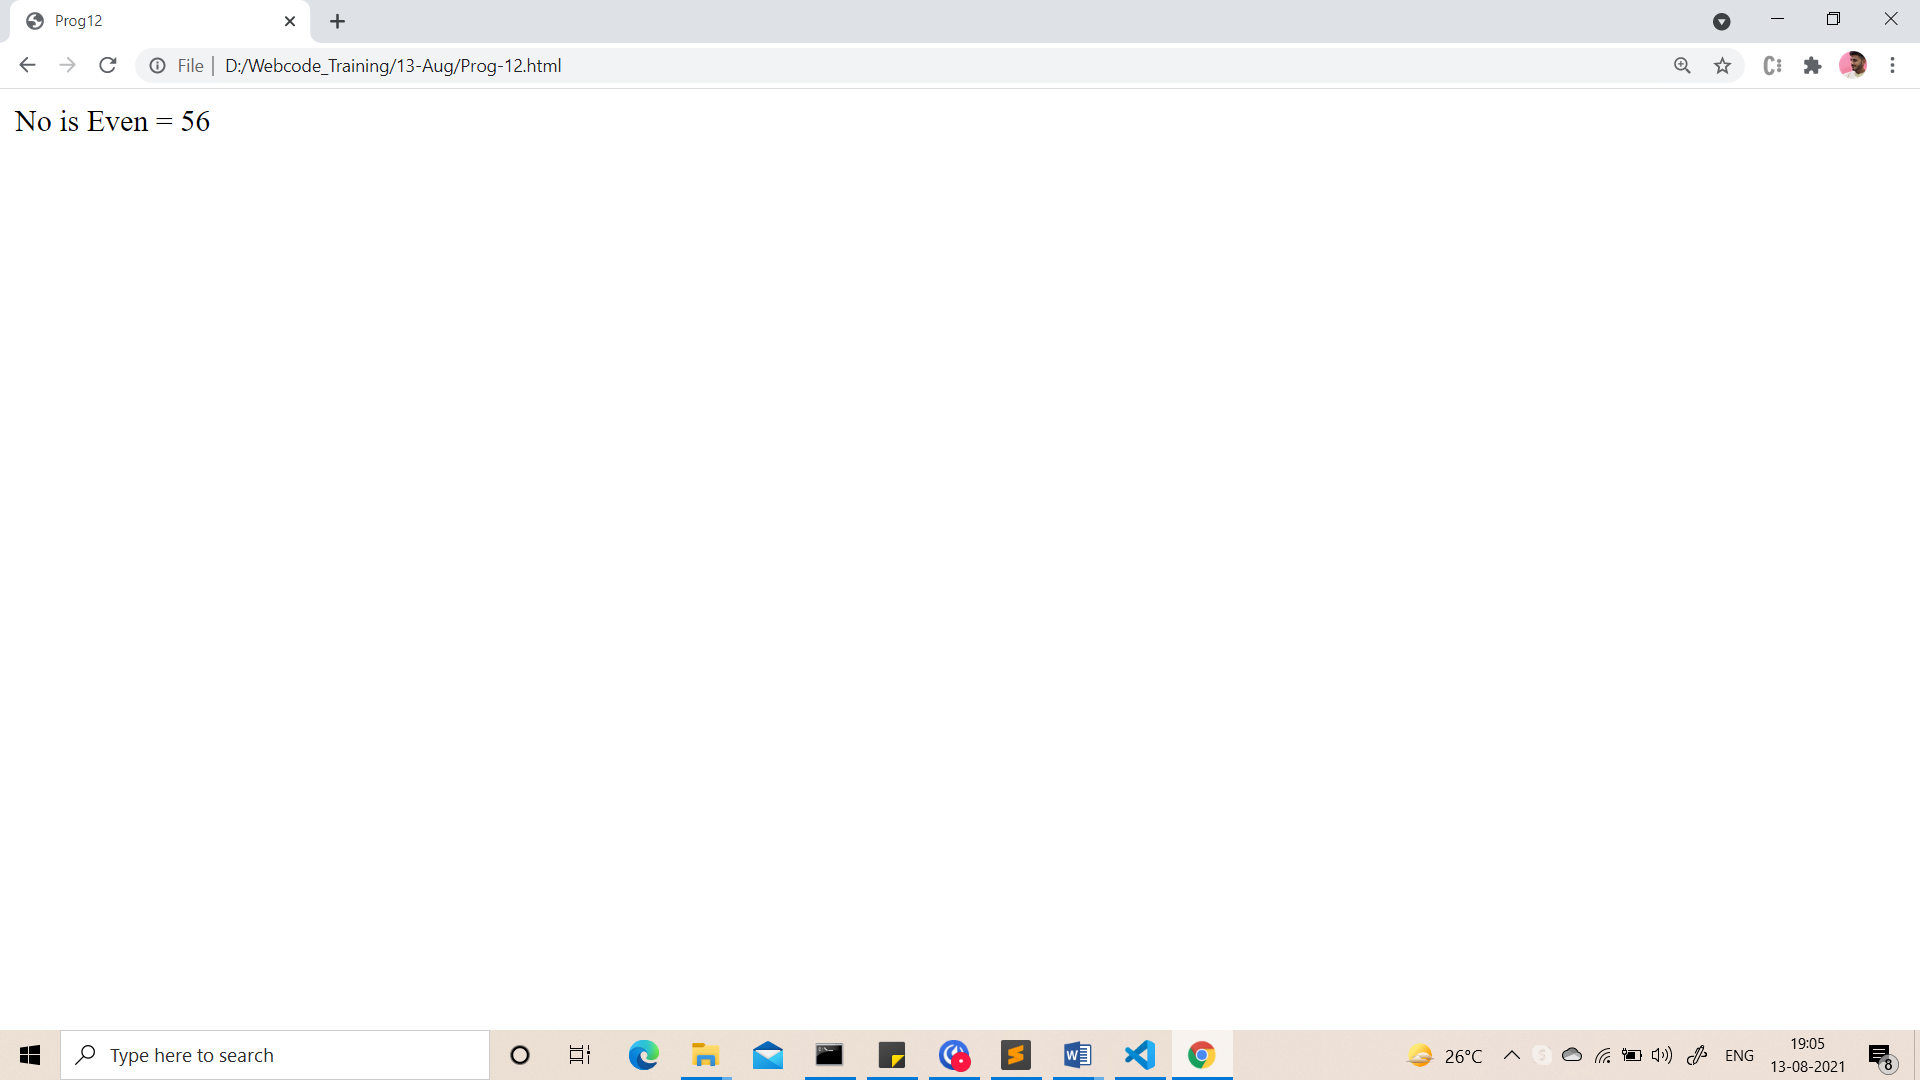 Prog12
File
D:/Webcode_Training/13-Aug/Prog-12.html
No is Even = 56
Type here to search
26°C
ENG
19:05
13-08-2021
8